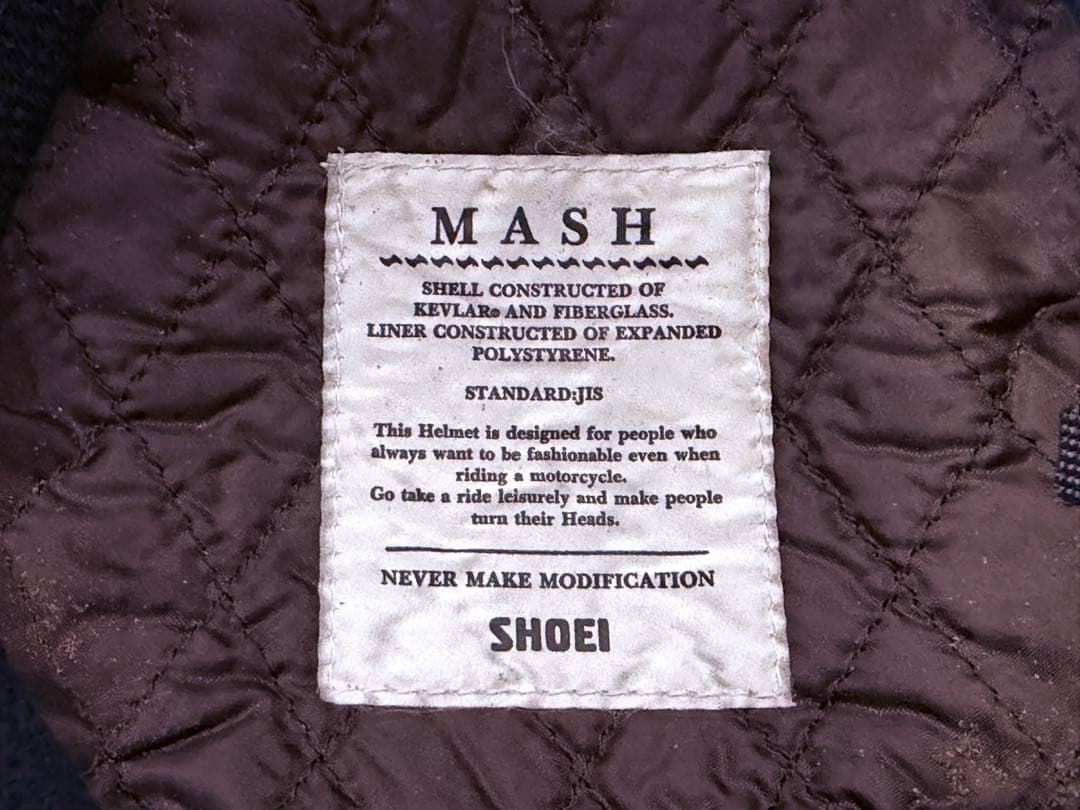 MASH
SHELL CONSTRUCTED OF
KEVLAR® AND FIBERGLASS.
LINER CONSTRUCTED OF EXPANDED
POLYSTYRENE.
STANDARD:JIS
This Helmet is designed for people who
always want to be fashionable even when
riding a motorcycle.
Go take a ride leisurely and make people
turn their Heads.
NEVER MAKE MODIFICATION
SHOEI